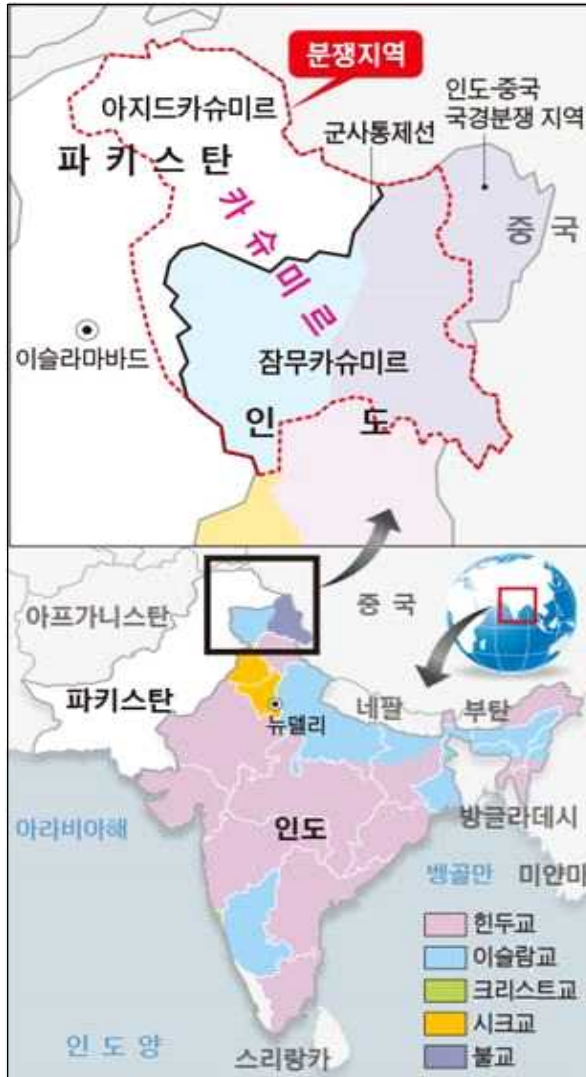 분쟁지역
아지드카슈미르
인도-중국
국경분쟁 지역
군사통제선
파키스탄
카슈미르
중국
이슬라마바드
잠무카슈미르
인도
아프가니스탄
중국
파키스탄
네팔
부탄
뉴델리
인도
방글라데시
아라비아해
벵골만
미얀마
힌두교
이슬람교
크리스트교
시크교
불교
인도양
스리랑카